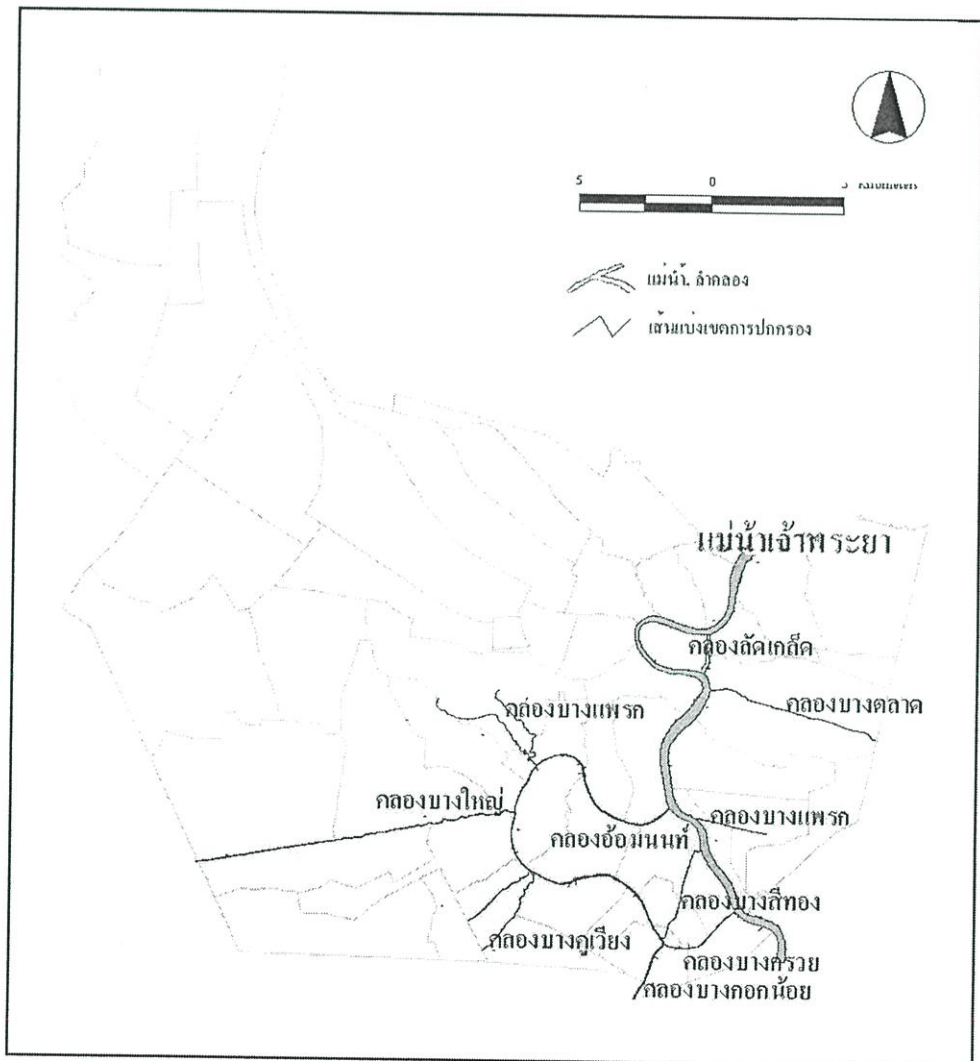 5 0 5 Kilometers
แม่น้ำ, ลำคลอง
เส้นแบ่งเขตการปกครอง
แม่น้ำเจ้าพระยา
คลองลัดเกล็ด
คลองบางตลาด
คลองบางแพรก
คลองบางใหญ่
คลองบางแพรก
คลองอ้อมนนท์
คลองบางสีทอง
คลองบางคูเวียง
คลองบางกรวย
คลองบางกอกน้อย